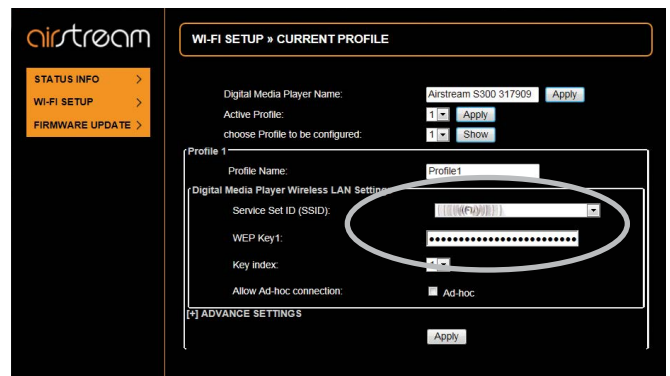 airstream
WI-FI SETUP » CURRENT PROFILE
STATUS INFO >
WI-FI SETUP >
FIRMWARE UPDATE >
Digital Media Player Name: Airstream S300 317909 Apply
Active Profile: 1 Apply
choose Profile to be configured: 1 Show
Profile 1
Profile Name: Profile1
Digital Media Player Wireless LAN Setting
Service Set ID (SSID):
WEP Key1: ••••••••••••••••••••••••••
Key index: 1
Allow Ad-hoc connection: Ad-hoc
[+] ADVANCE SETTINGS
Apply